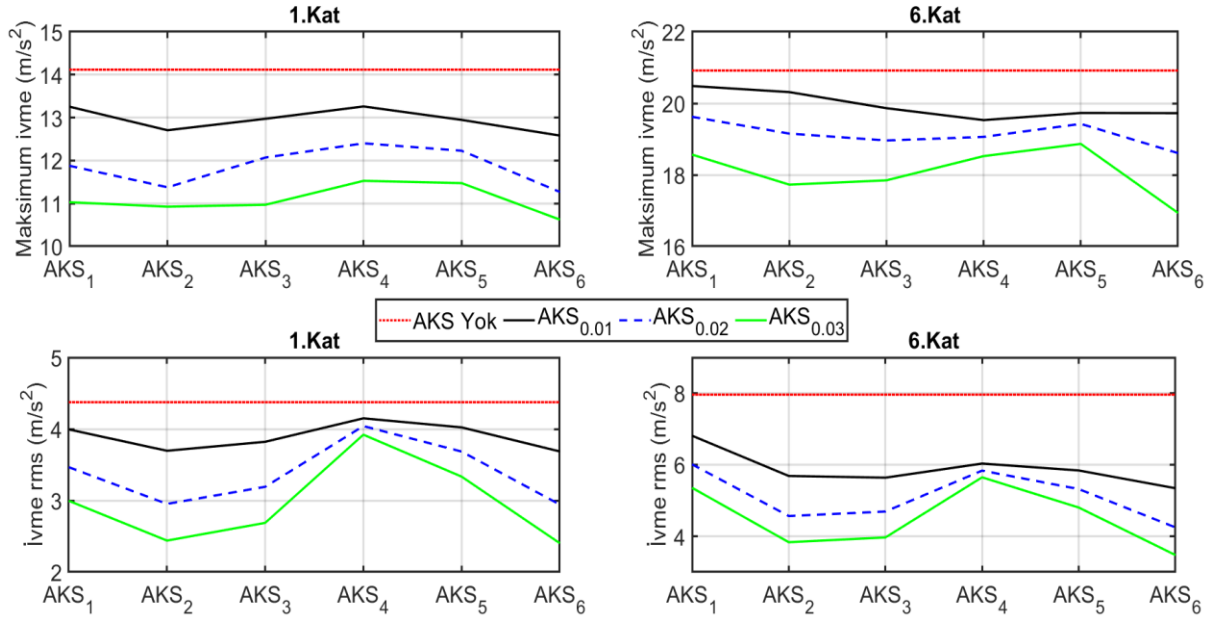 1.Kat
Maksimum ivme (m/s²)
15
14
13
12
11
10
AKS₁ AKS₂ AKS₃ AKS₄ AKS₅ AKS₆
6.Kat
Maksimum ivme (m/s²)
22
20
18
16
AKS₁ AKS₂ AKS₃ AKS₄ AKS₅ AKS₆
AKS Yok AKS₀.₀₁ AKS₀.₀₂ AKS₀.₀₃
1.Kat
İvme rms (m/s²)
5
4
3
2
AKS₁ AKS₂ AKS₃ AKS₄ AKS₅ AKS₆
6.Kat
İvme rms (m/s²)
8
6
4
AKS₁ AKS₂ AKS₃ AKS₄ AKS₅ AKS₆